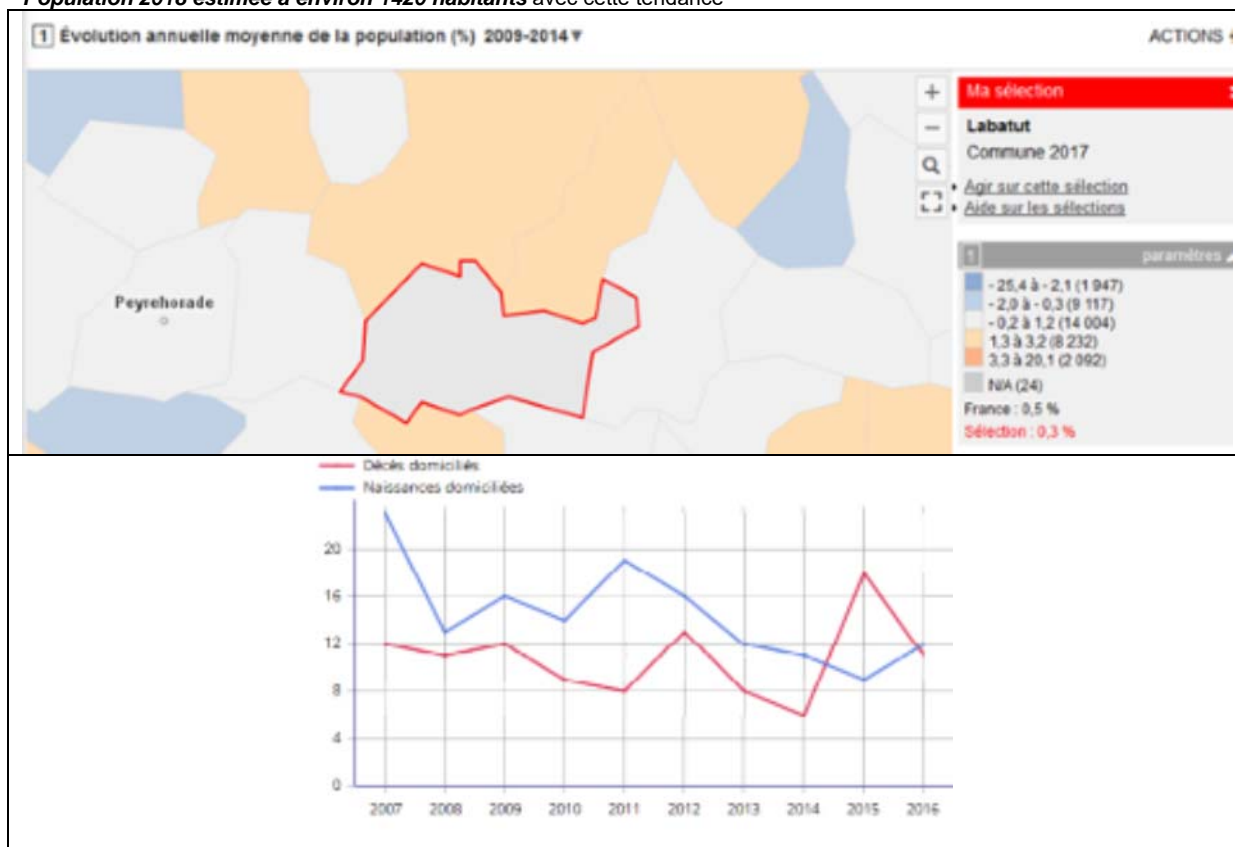 Population 2018 estimée à environ 1420 habitants avec cette tendance
1 Évolution annuelle moyenne de la population (%) 2009-2014
ACTIONS
Peyrehorade
+
−
Ma sélection
Labatut
Commune 2017
Agir sur cette sélection
Aide sur les sélections
1 paramètres
- 25,4 à - 2,1 (1 947)
- 2,0 à - 0,3 (9 117)
- 0,2 à 1,2 (14 004)
1,3 à 3,2 (8 232)
3,3 à 20,1 (2 092)
N/A (24)
France : 0,5 %
Sélection : 0,3 %
Décès domiciliés
Naissances domiciliées
20
16
12
8
4
0
2007 2008 2009 2010 2011 2012 2013 2014 2015 2016